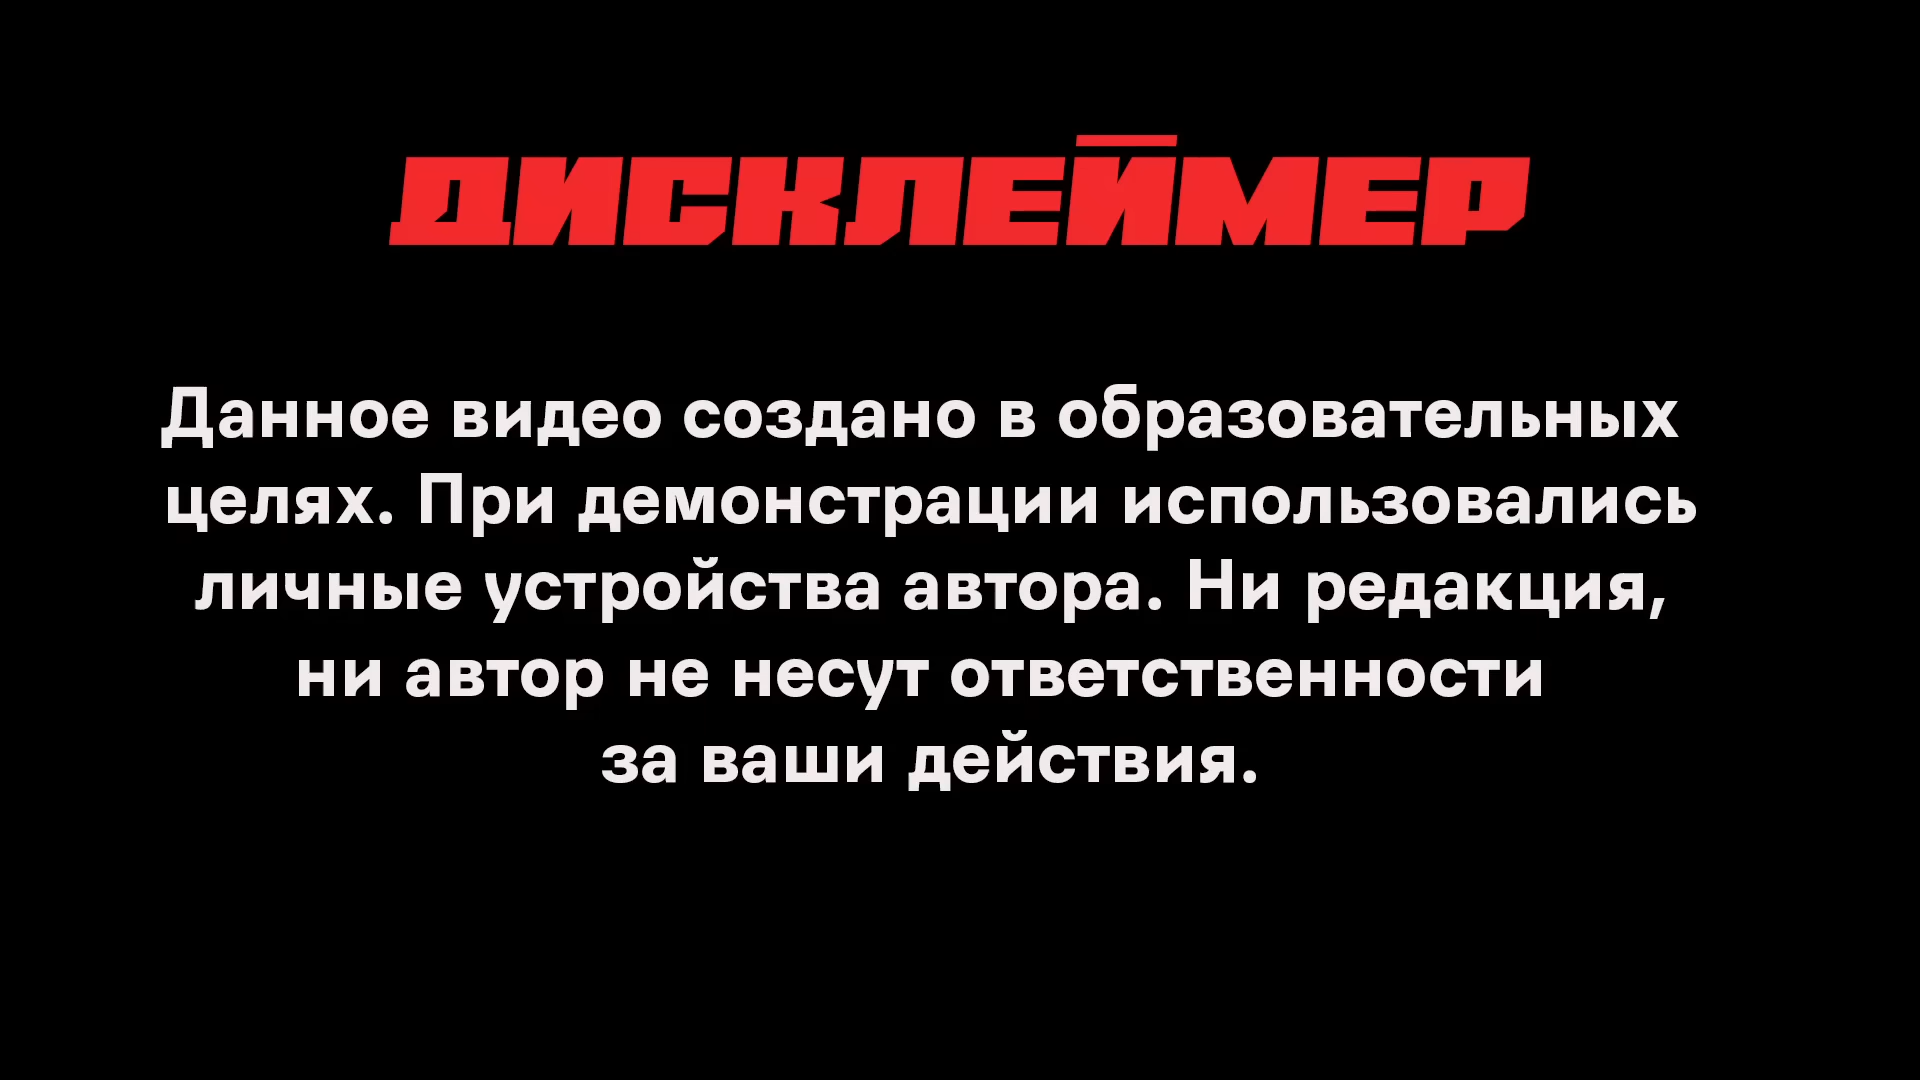 ДИСКЛЕЙМЕР
Данное видео создано в образовательных
целях. При демонстрации использовались
личные устройства автора. Ни редакция,
ни автор не несут ответственности
за ваши действия.